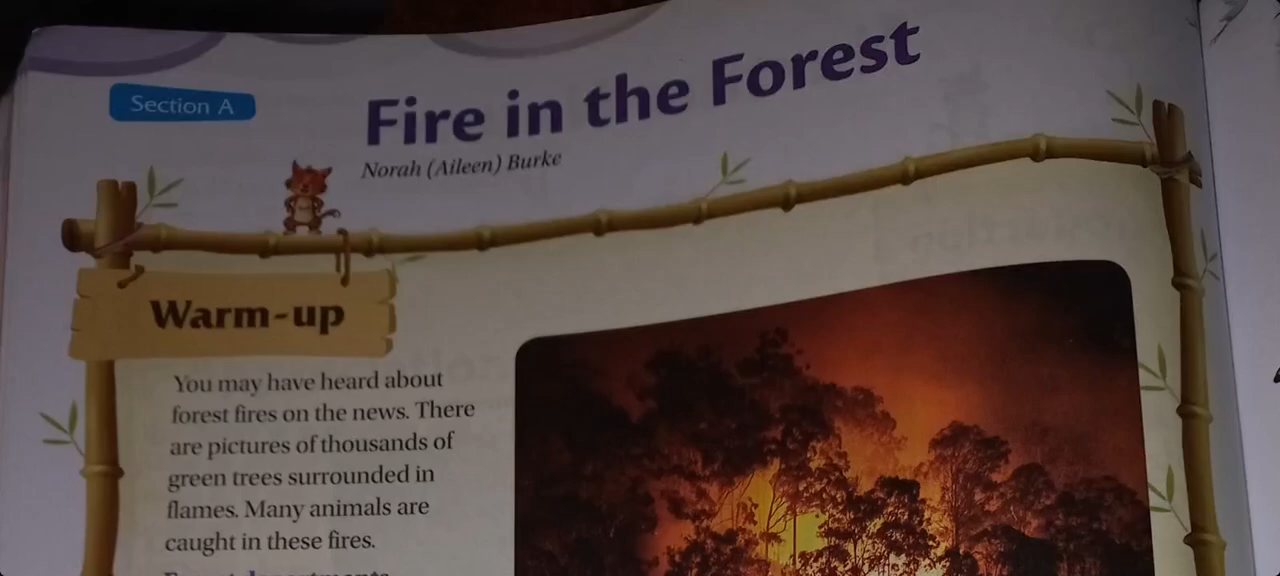 Section A
Fire in the Forest
Norah (Aileen) Burke
Warm-up
You may have heard about
forest fires on the news. There
are pictures of thousands of
green trees surrounded in
flames. Many animals are
caught in these fires.